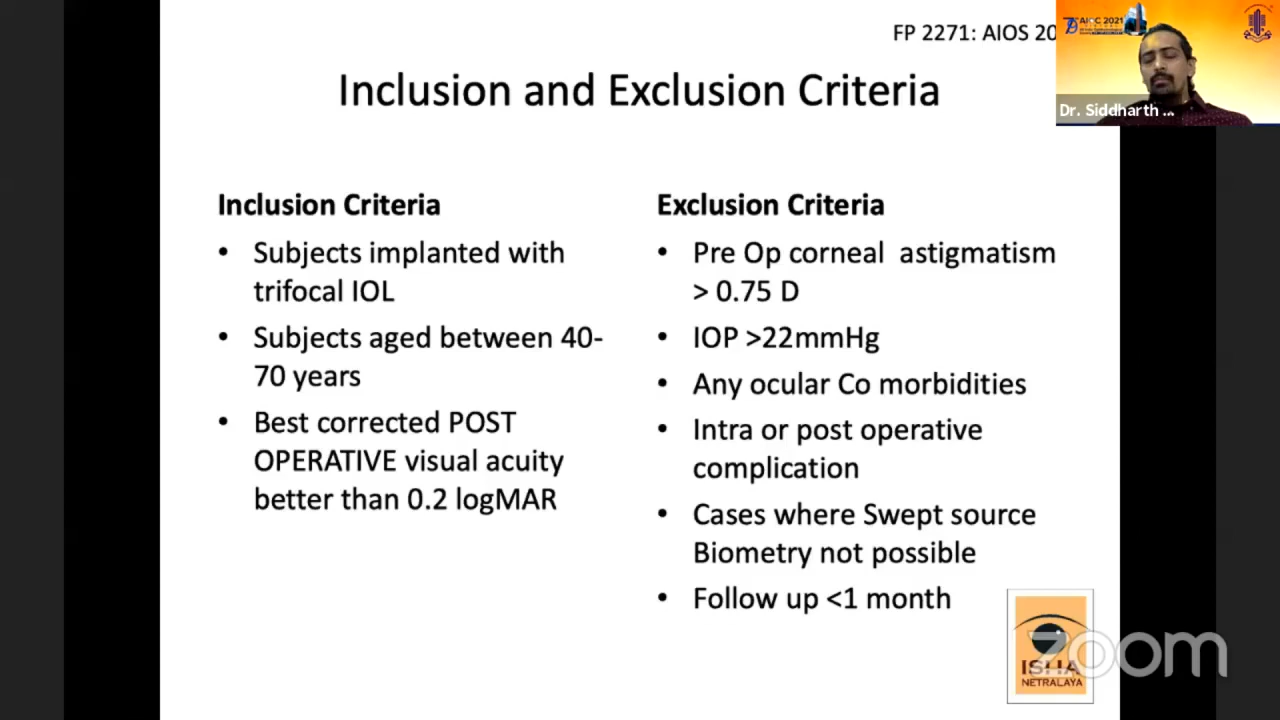 FP 2271: AIOS 20
AIOC 2021
Dr. Siddharth ...
Inclusion and Exclusion Criteria
Inclusion Criteria
• Subjects implanted with
trifocal IOL
• Subjects aged between 40-
70 years
• Best corrected POST
OPERATIVE visual acuity
better than 0.2 logMAR
Exclusion Criteria
• Pre Op corneal astigmatism
> 0.75 D
• IOP >22mmHg
• Any ocular Co morbidities
• Intra or post operative
complication
• Cases where Swept source
Biometry not possible
• Follow up <1 month
ISHA
NETRALAYA
zoom